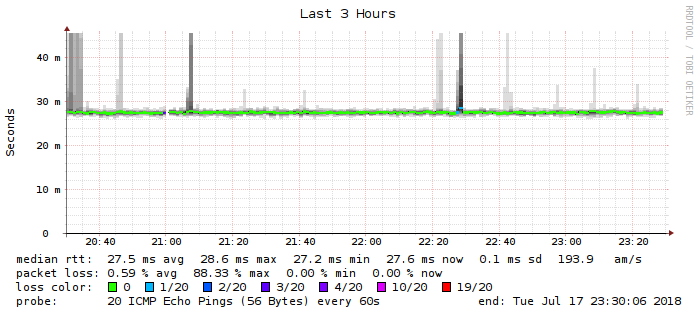 Last 3 Hours
RRDTOOL / TOBI OETIKER
Seconds
40 m
30 m
20 m
10 m
0
20:40 21:00 21:20 21:40 22:00 22:20 22:40 23:00 23:20
median rtt: 27.5 ms avg 28.6 ms max 27.2 ms min 27.6 ms now 0.1 ms sd 193.9 am/s
packet loss: 0.59 % avg 88.33 % max 0.00 % min 0.00 % now
loss color: 0 1/20 2/20 3/20 4/20 10/20 19/20
probe: 20 ICMP Echo Pings (56 Bytes) every 60s end: Tue Jul 17 23:30:06 2018